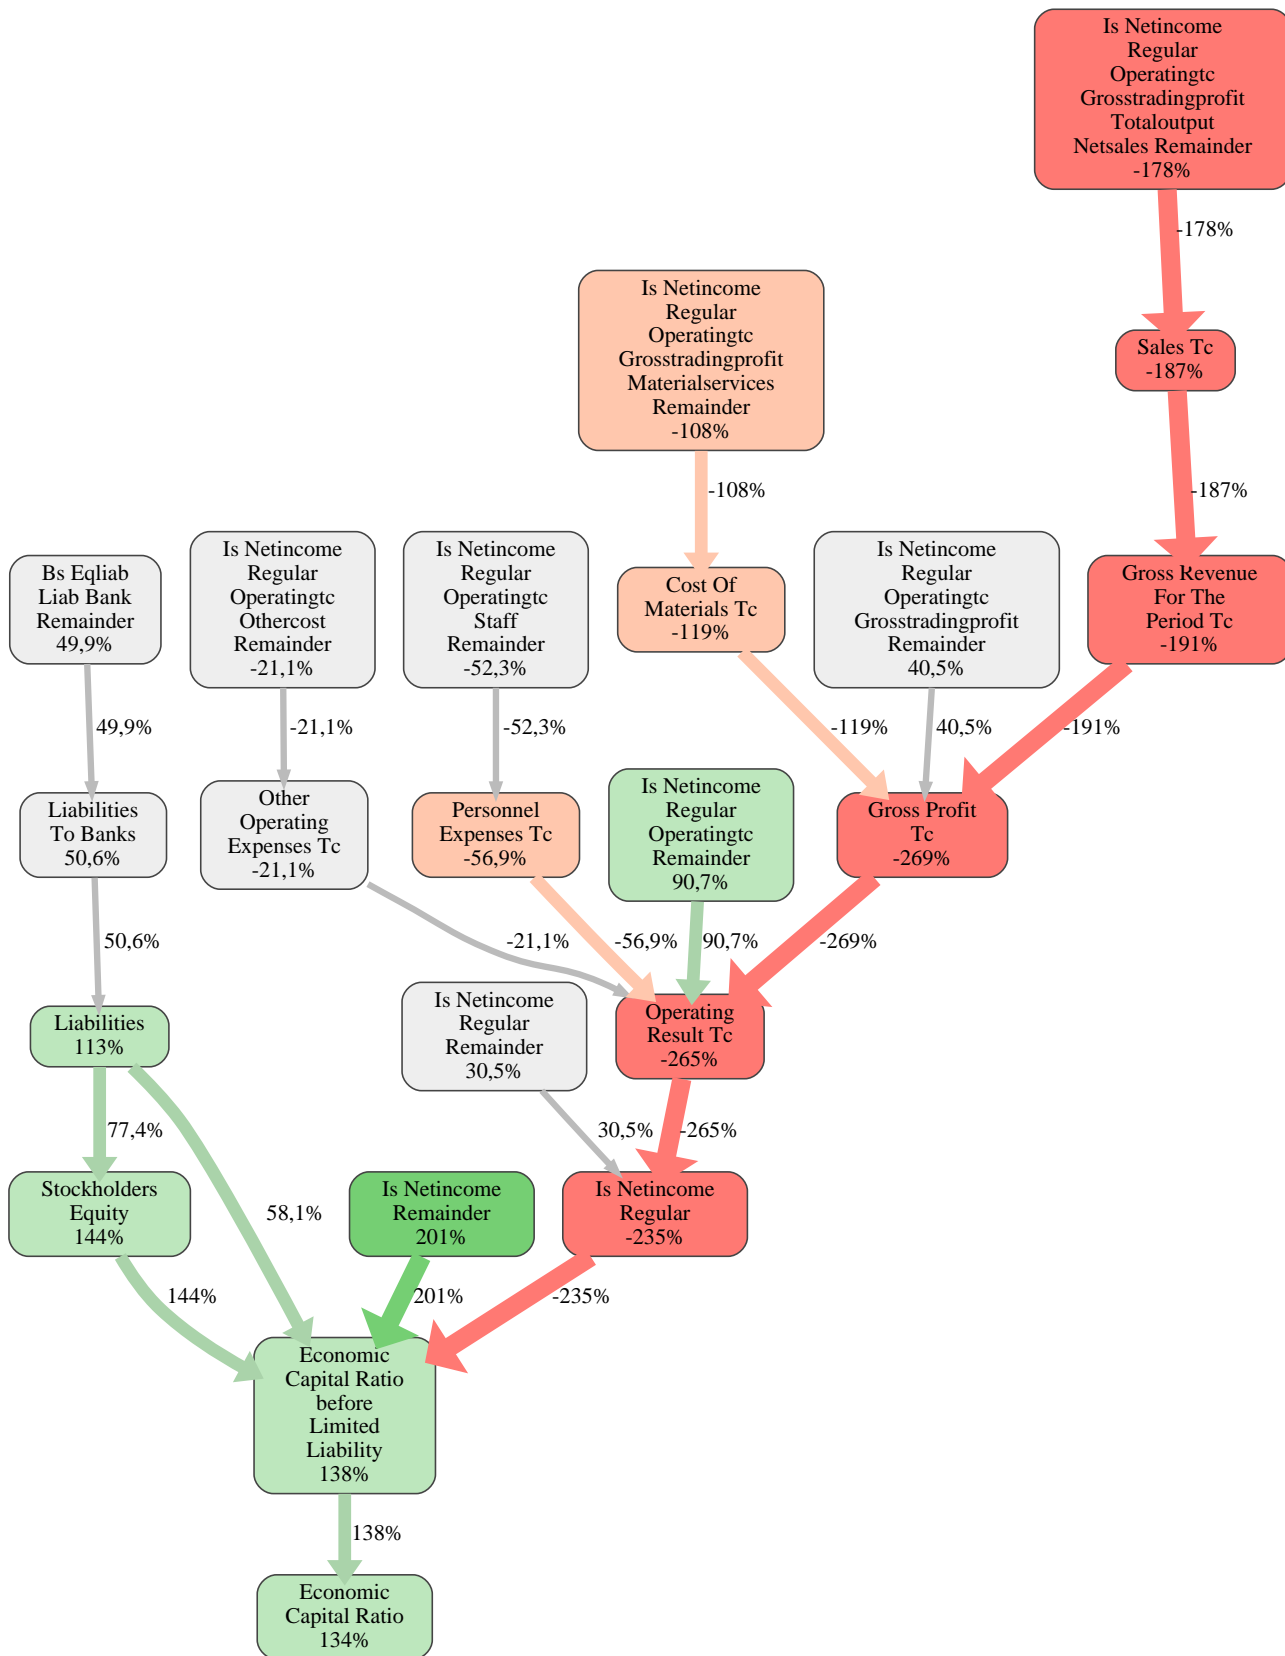 Is Netincome
Regular
Operatingtc
Grosstradingprofit
Totaloutput
Netsales Remainder
-178%
-178%
Is Netincome
Regular
Operatingtc
Grosstradingprofit
Materialservices
Remainder
-108%
Sales Tc
-187%
-108%
-187%
Bs Eqliab
Liab Bank
Remainder
49,9%
Is Netincome
Regular
Operatingtc
Othercost
Remainder
-21,1%
Is Netincome
Regular
Operatingtc
Staff
Remainder
-52,3%
Cost Of
Materials Tc
-119%
Is Netincome
Regular
Operatingtc
Grosstradingprofit
Remainder
40,5%
Gross Revenue
For The
Period Tc
-191%
49,9%
-21,1%
-52,3%
-119%
40,5%
-191%
Liabilities
To Banks
50,6%
Other
Operating
Expenses Tc
-21,1%
Personnel
Expenses Tc
-56,9%
Is Netincome
Regular
Operatingtc
Remainder
90,7%
Gross Profit
Tc
-269%
50,6%
-21,1%
-56,9%
90,7%
-269%
Liabilities
113%
Is Netincome
Regular
Remainder
30,5%
Operating
Result Tc
-265%
77,4%
30,5%
-265%
Stockholders
Equity
144%
58,1%
Is Netincome
Remainder
201%
Is Netincome
Regular
-235%
144%
201%
-235%
Economic
Capital Ratio
before
Limited
Liability
138%
138%
Economic
Capital Ratio
134%